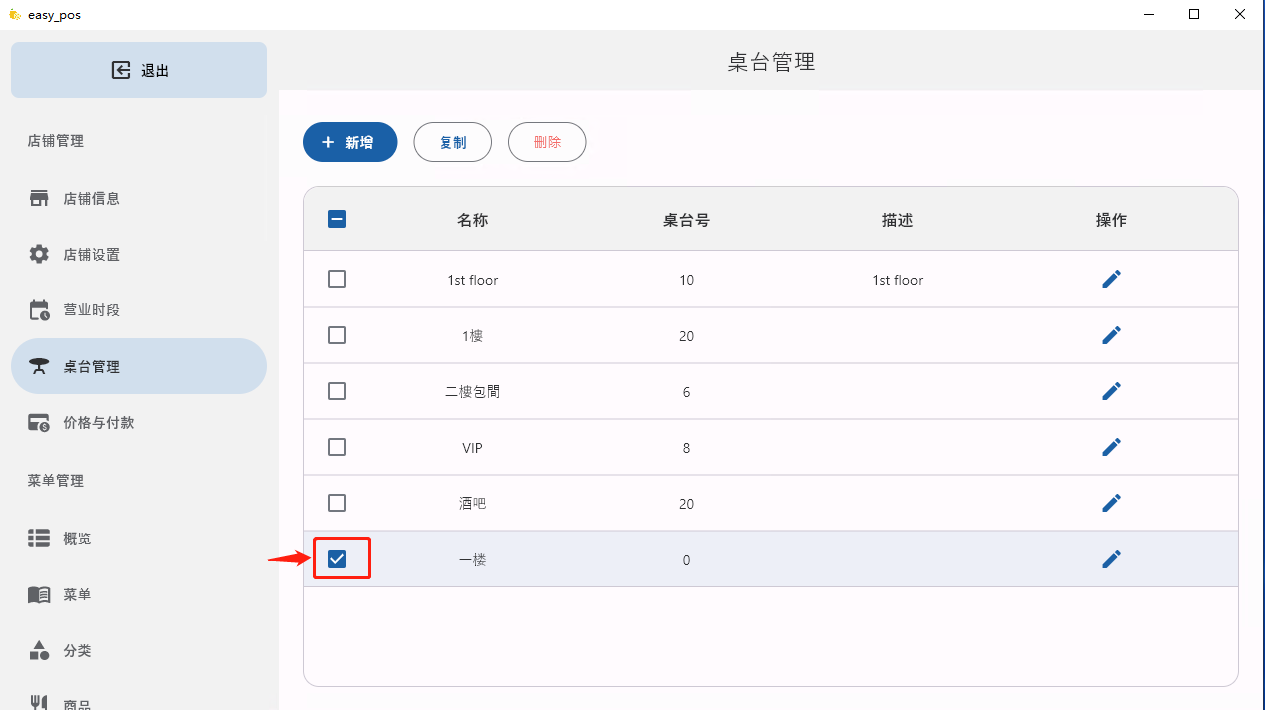 easy_pos
退出
桌台管理
店铺管理
店铺信息
店铺设置
营业时段
桌台管理
价格与付款
菜单管理
概览
菜单
分类
商品
新增 复制 删除
名称 桌台号 描述 操作
1st floor 10 1st floor
1樓 20
二樓包間 6
VIP 8
酒吧 20
一楼 0